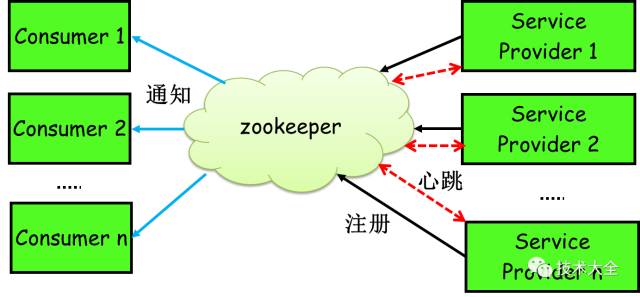 Consumer 1
通知
Consumer 2
.....
Consumer n
zookeeper
Service
Provider 1
Service
Provider 2
心跳
.....
注册
Service
Provider n
技术大全